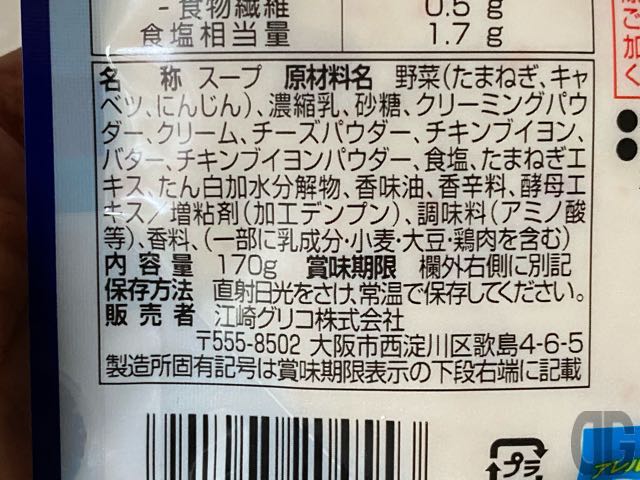 - 食物繊維 0.5 g
食塩相当量 1.7 g
名 称 スープ 原材料名 野菜(たまねぎ、キャ
ベツ、にんじん)、濃縮乳、砂糖、クリーミングパウ
ダー、クリーム、チーズパウダー、チキンブイヨン、
バター、チキンブイヨンパウダー、食塩、たまねぎエ
キス、たん白加水分解物、香味油、香辛料、酵母エ
キス/増粘剤(加工デンプン)、調味料(アミノ酸
等)、香料、(一部に乳成分・小麦・大豆・鶏肉を含む)
内 容 量 170g 賞味期限 欄外右側に別記
保存方法 直射日光をさけ、常温で保存してください。
販 売 者 江崎グリコ株式会社
〒555-8502 大阪市西淀川区歌島4-6-5
製造所固有記号は賞味期限表示の下段右端に記載
ご加く
プラ
アレル